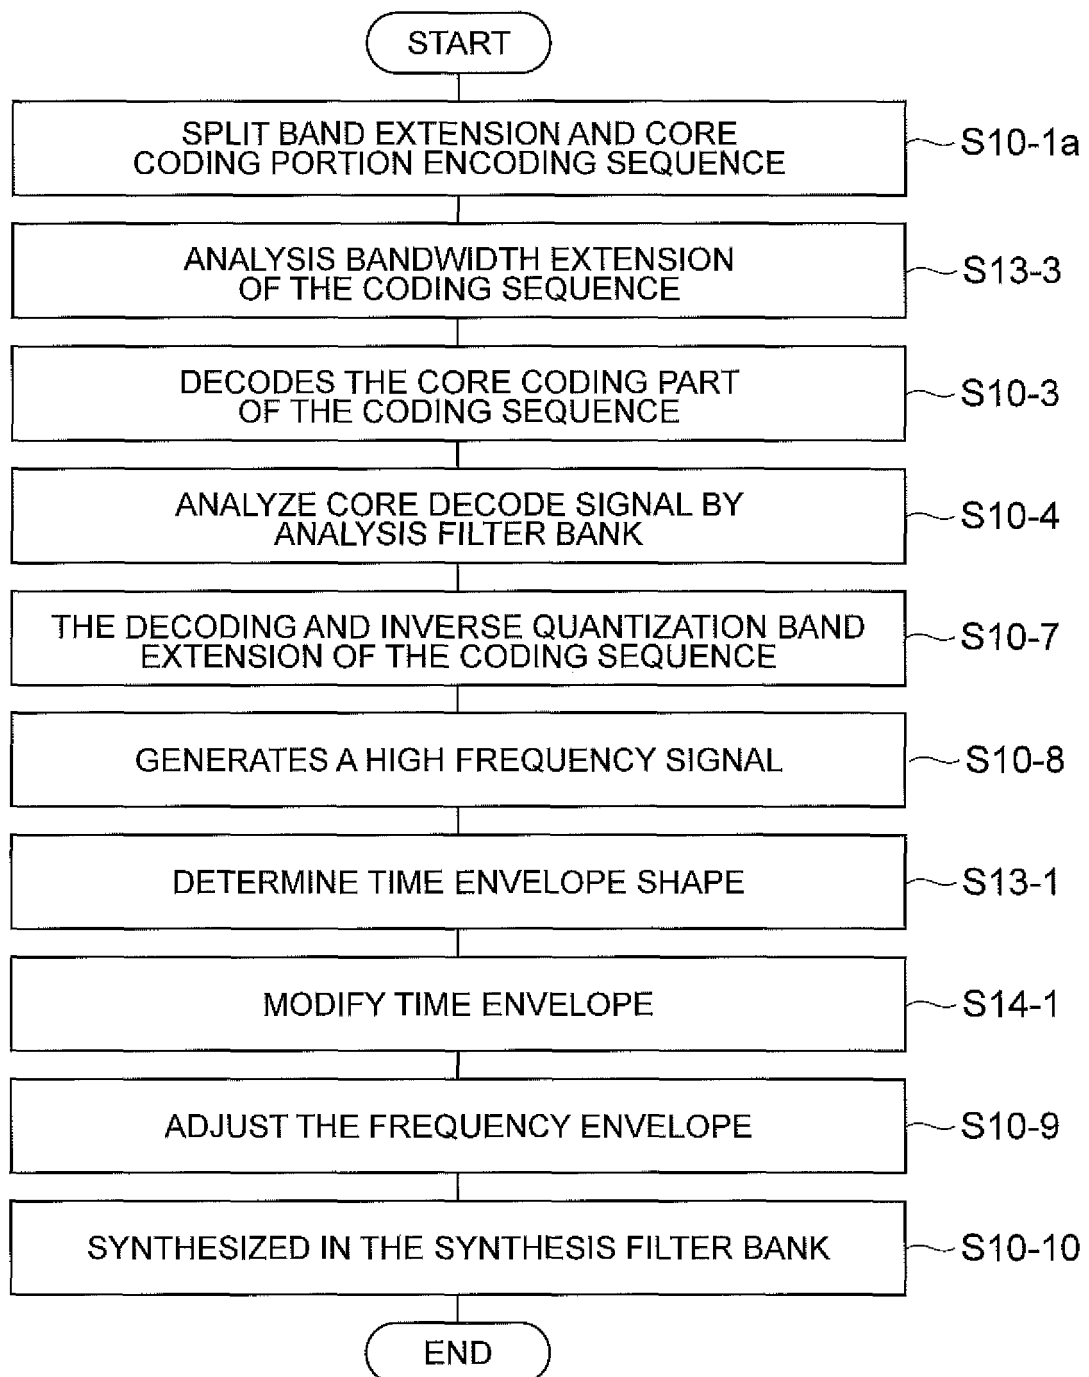 START
SPLIT BAND EXTENSION AND CORE
CODING PORTION ENCODING SEQUENCE
S10-1a
ANALYSIS BANDWIDTH EXTENSION
OF THE CODING SEQUENCE
S13-3
DECODES THE CORE CODING PART
OF THE CODING SEQUENCE
S10-3
ANALYZE CORE DECODE SIGNAL BY
ANALYSIS FILTER BANK
S10-4
THE DECODING AND INVERSE QUANTIZATION BAND
EXTENSION OF THE CODING SEQUENCE
S10-7
GENERATES A HIGH FREQUENCY SIGNAL
S10-8
DETERMINE TIME ENVELOPE SHAPE
S13-1
MODIFY TIME ENVELOPE
S14-1
ADJUST THE FREQUENCY ENVELOPE
S10-9
SYNTHESIZED IN THE SYNTHESIS FILTER BANK
S10-10
END